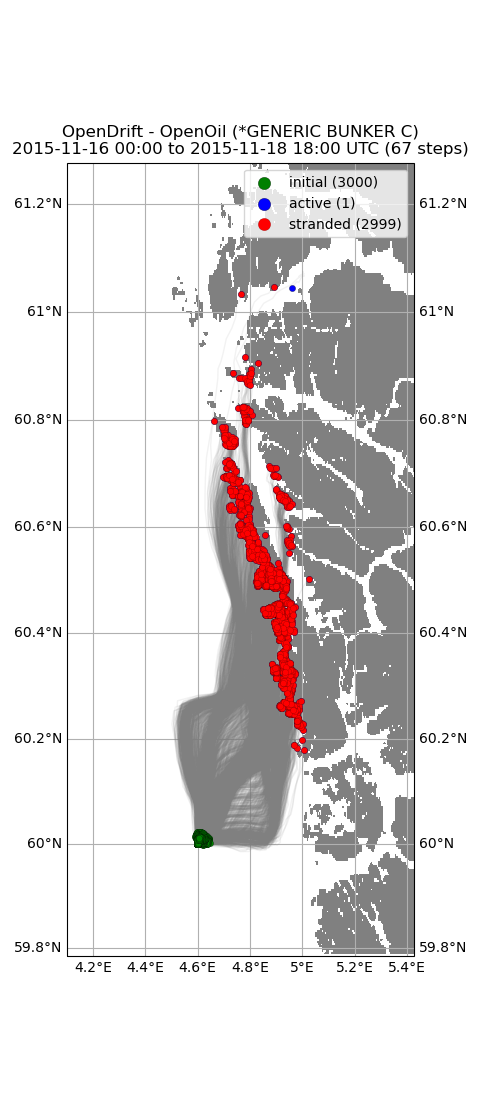 OpenDrift - OpenOil (*GENERIC BUNKER C)
2015-11-16 00:00 to 2015-11-18 18:00 UTC (67 steps)
initial (3000)
active (1)
stranded (2999)
61.2°N 61.2°N
61°N 61°N
60.8°N 60.8°N
60.6°N 60.6°N
60.4°N 60.4°N
60.2°N 60.2°N
60°N 60°N
59.8°N 59.8°N
4.2°E 4.4°E 4.6°E 4.8°E 5°E 5.2°E 5.4°E